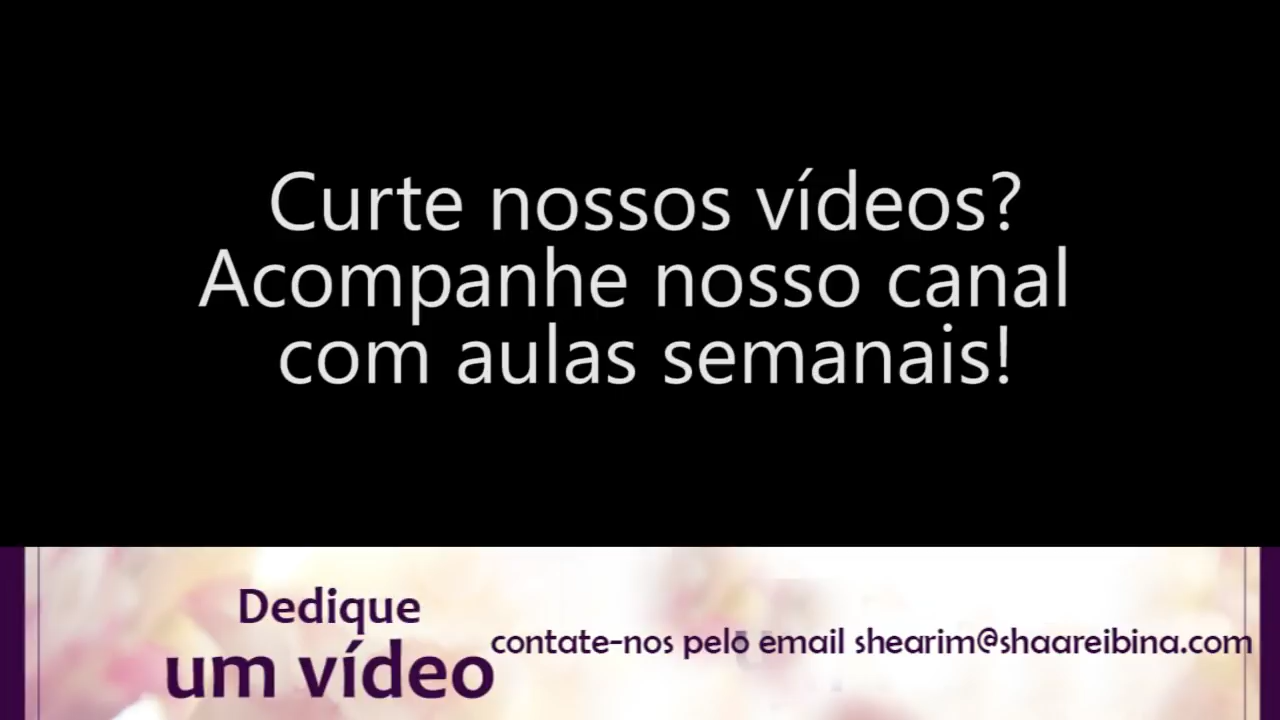 Curte nossos vídeos?
Acompanhe nosso canal
com aulas semanais!
Dedique
um vídeo
contate-nos pelo email shearim@shaareibina.com